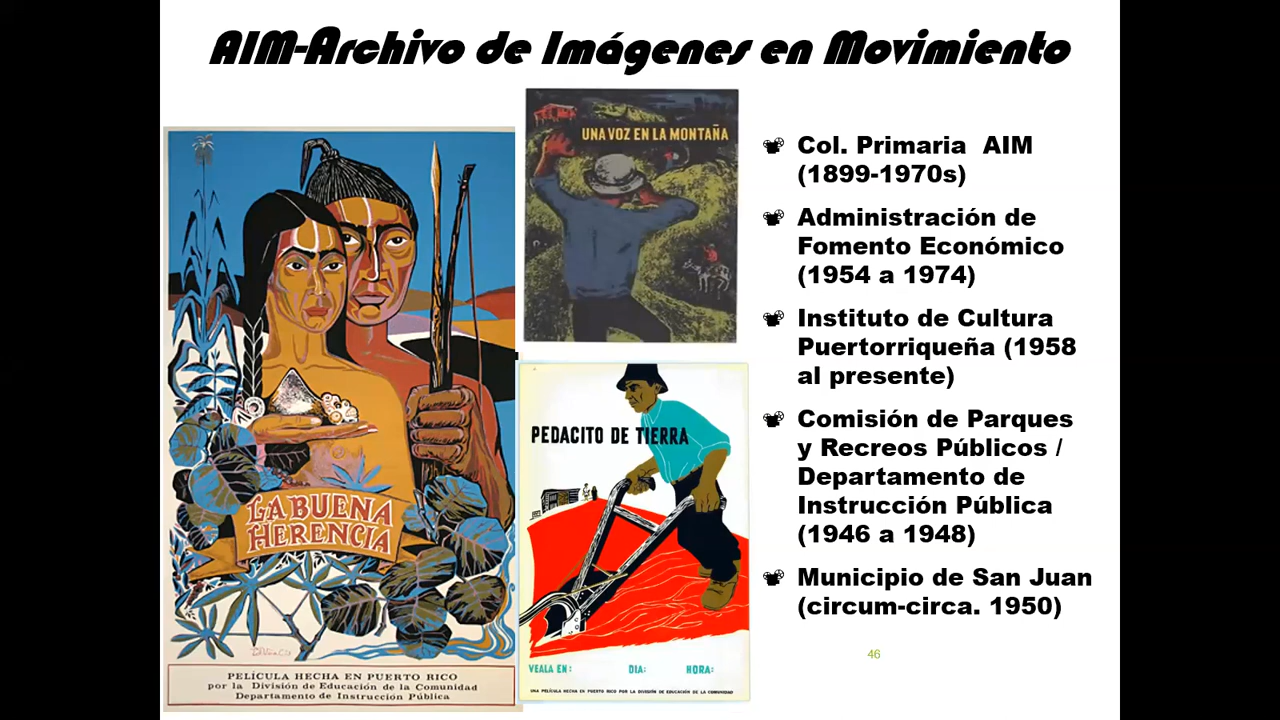 AIM-Archivo de Imágenes en Movimiento
UNA VOZ EN LA MONTAÑA
LA BUENA
HERENCIA
PELÍCULA HECHA EN PUERTO RICO
por la División de Educación de la Comunidad
Departamento de Instrucción Pública
PEDACITO DE TIERRA
VEALA EN: DIA: HORA:
UNA PELÍCULA HECHA EN PUERTO RICO POR LA DIVISIÓN DE EDUCACIÓN DE LA COMUNIDAD
Col. Primaria AIM
(1899-1970s)
Administración de
Fomento Económico
(1954 a 1974)
Instituto de Cultura
Puertorriqueña (1958
al presente)
Comisión de Parques
y Recreos Públicos /
Departamento de
Instrucción Pública
(1946 a 1948)
Municipio de San Juan
(circum-circa. 1950)
46